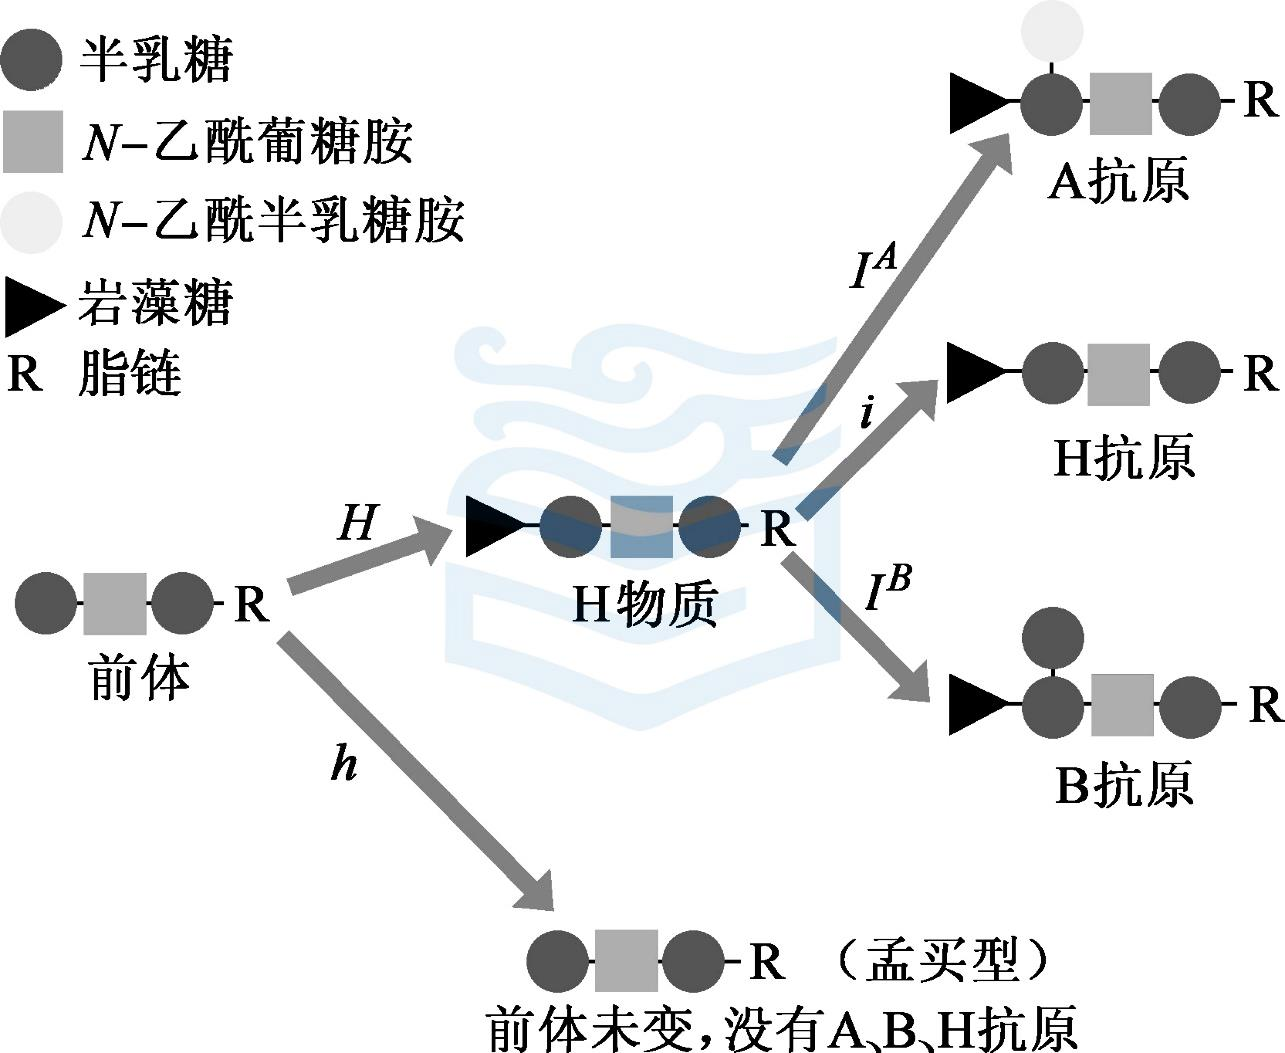 半乳糖
N-乙酰葡糖胺
N-乙酰半乳糖胺
岩藻糖
R 脂链
R
前体
H
h
R
H物质
I^A
i
I^B
R
A抗原
R
H抗原
R
B抗原
R （孟买型）
前体未变，没有A、B、H抗原